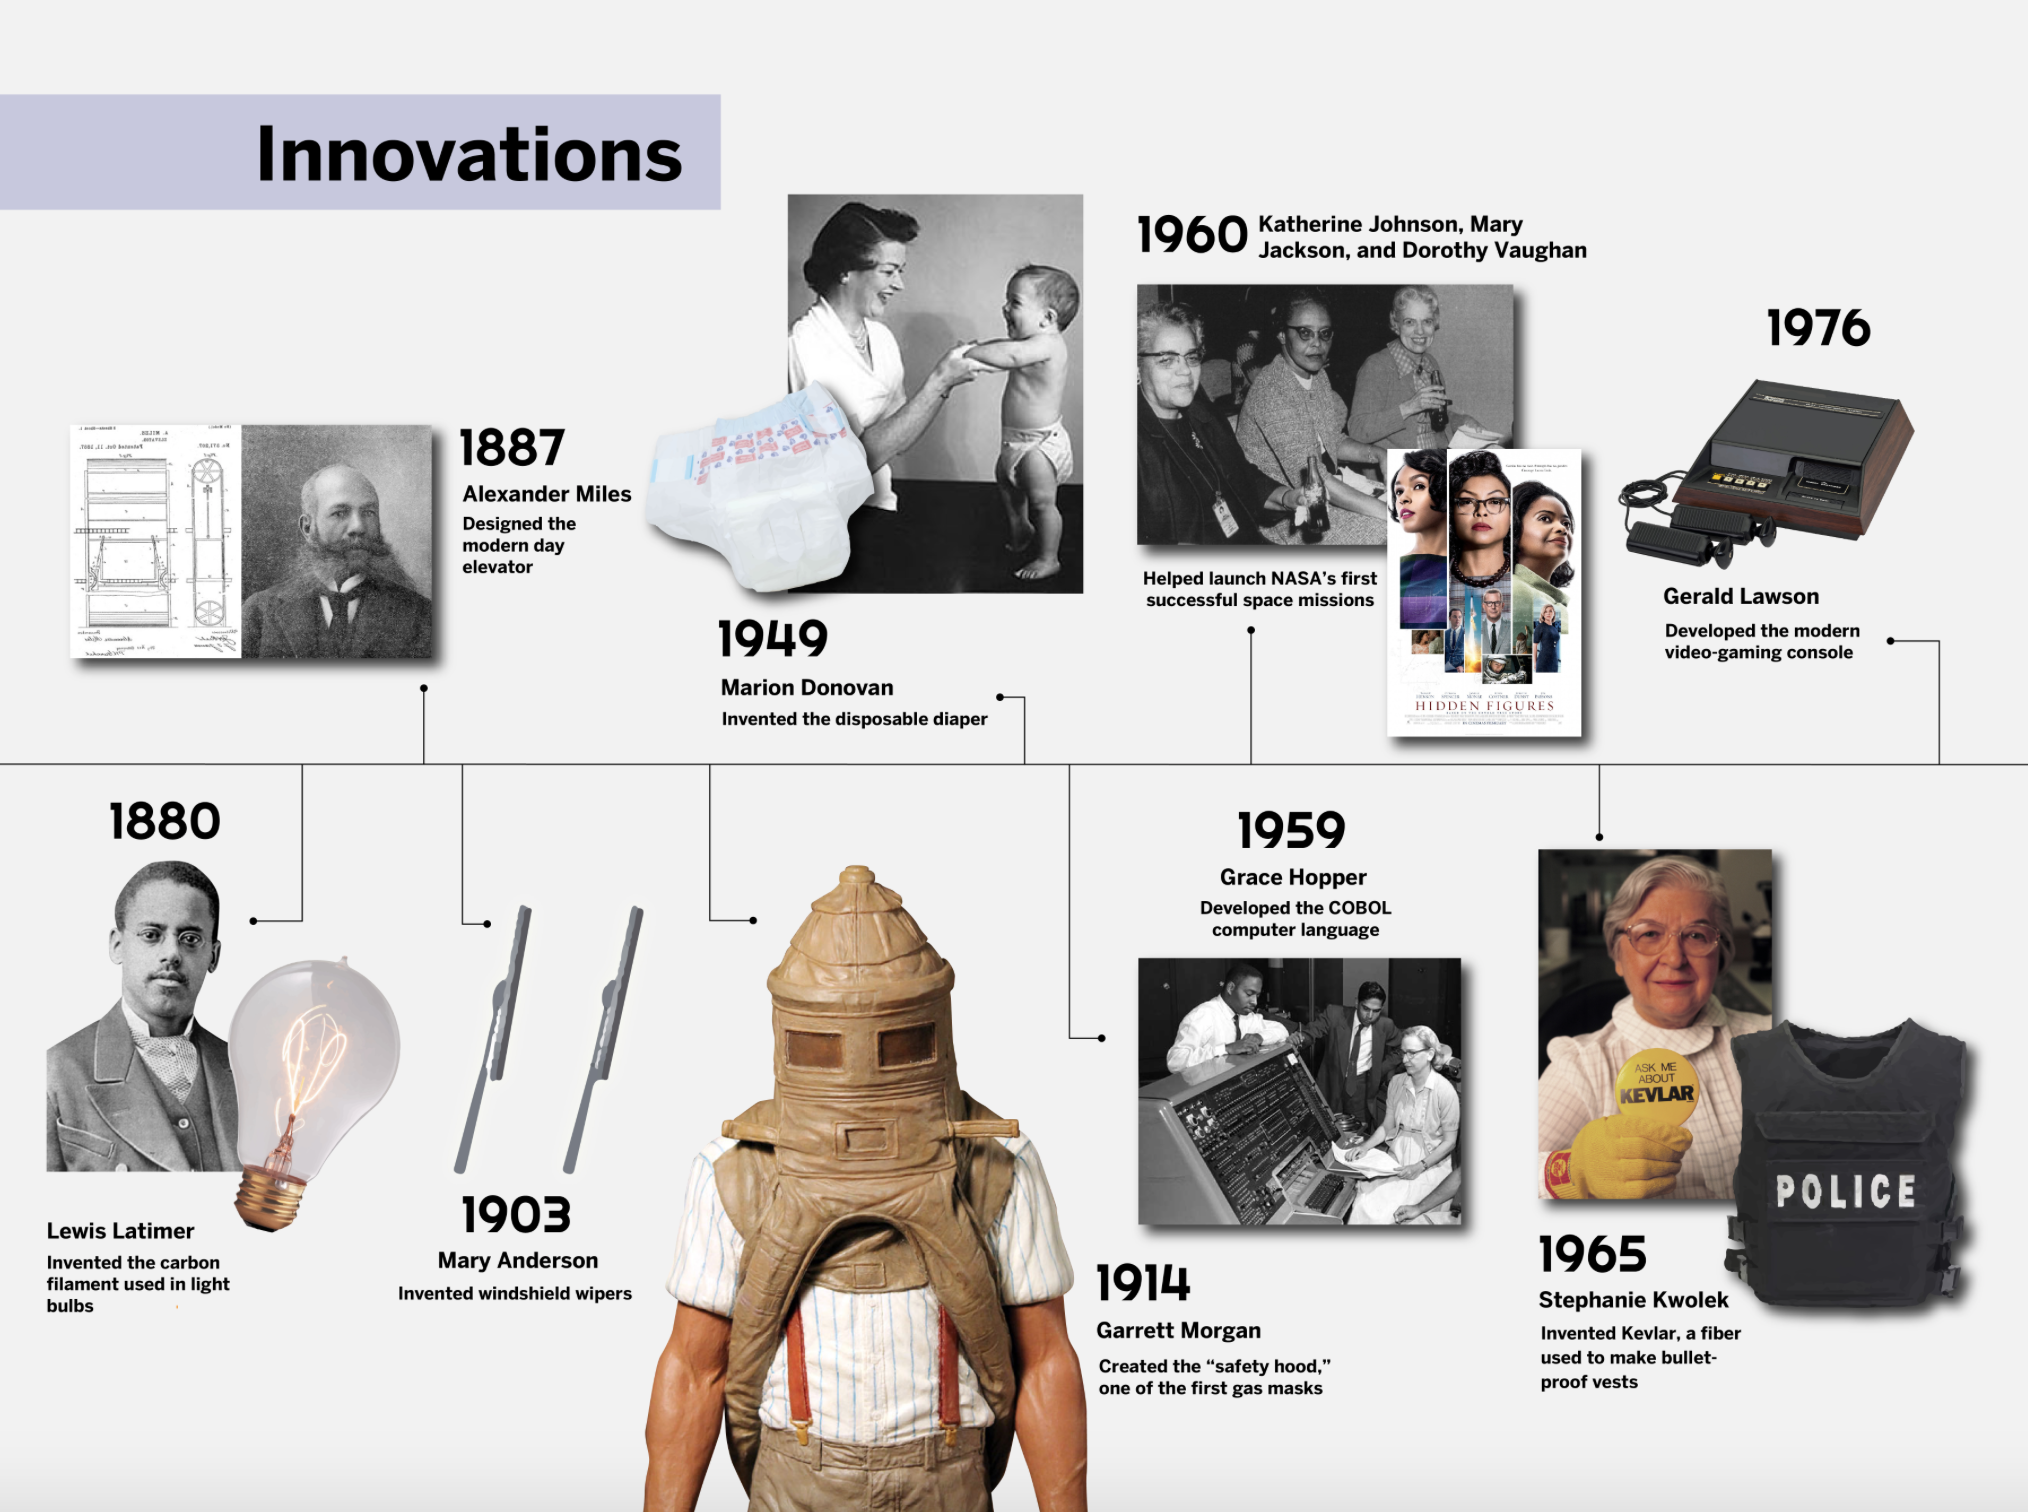 Innovations
1880
Lewis Latimer
Invented the carbon
filament used in light
bulbs
1887
Alexander Miles
Designed the
modern day
elevator
1903
Mary Anderson
Invented windshield wipers
1914
Garrett Morgan
Created the “safety hood,”
one of the first gas masks
1949
Marion Donovan
Invented the disposable diaper
1959
Grace Hopper
Developed the COBOL
computer language
1960
Katherine Johnson, Mary
Jackson, and Dorothy Vaughan
Helped launch NASA’s first
successful space missions
HIDDEN FIGURES
1965
ASK ME
ABOUT
KEVLAR
POLICE
Stephanie Kwolek
Invented Kevlar, a fiber
used to make bullet-
proof vests
1976
Gerald Lawson
Developed the modern
video-gaming console